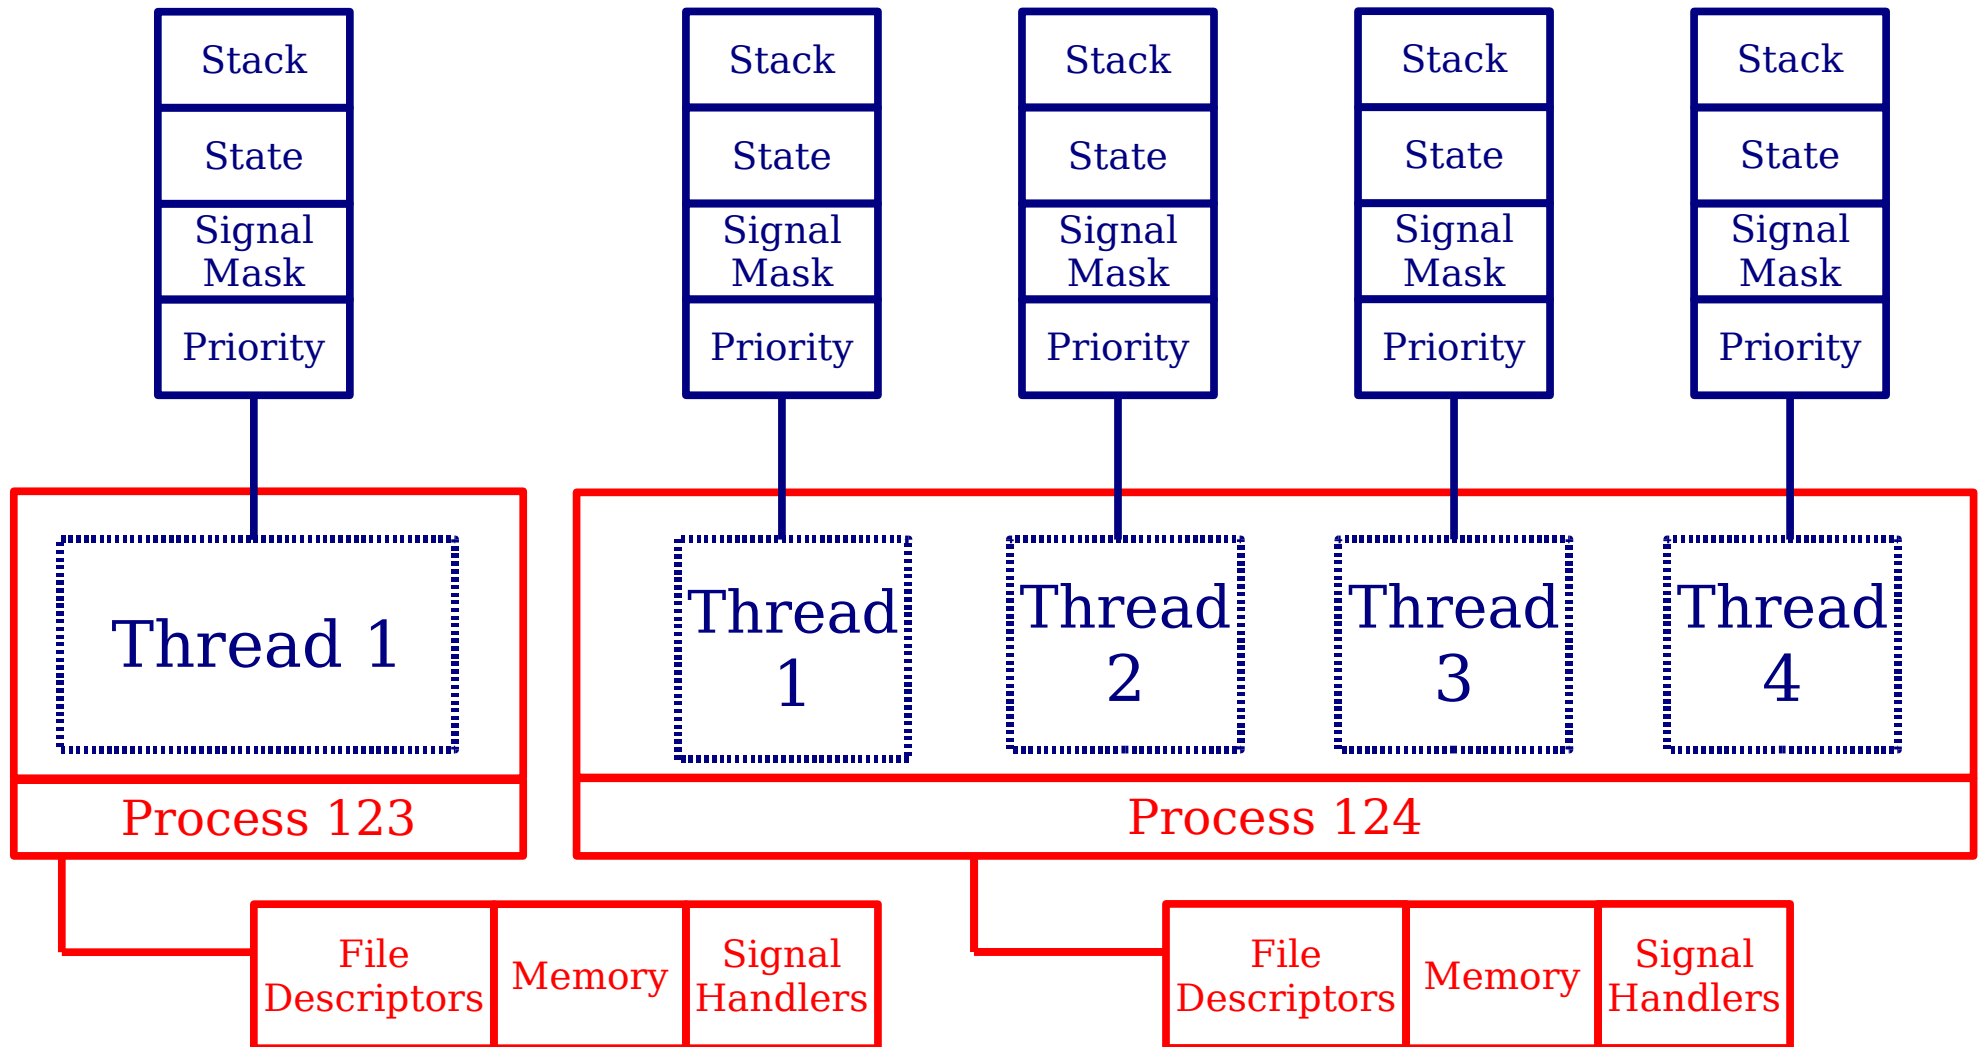 Stack
State
Signal
Mask
Priority
Stack
State
Signal
Mask
Priority
Stack
State
Signal
Mask
Priority
Stack
State
Signal
Mask
Priority
Stack
State
Signal
Mask
Priority
Thread 1
Process 123
Thread
1
Thread
2
Thread
3
Thread
4
Process 124
File
Descriptors
Memory
Signal
Handlers
File
Descriptors
Memory
Signal
Handlers